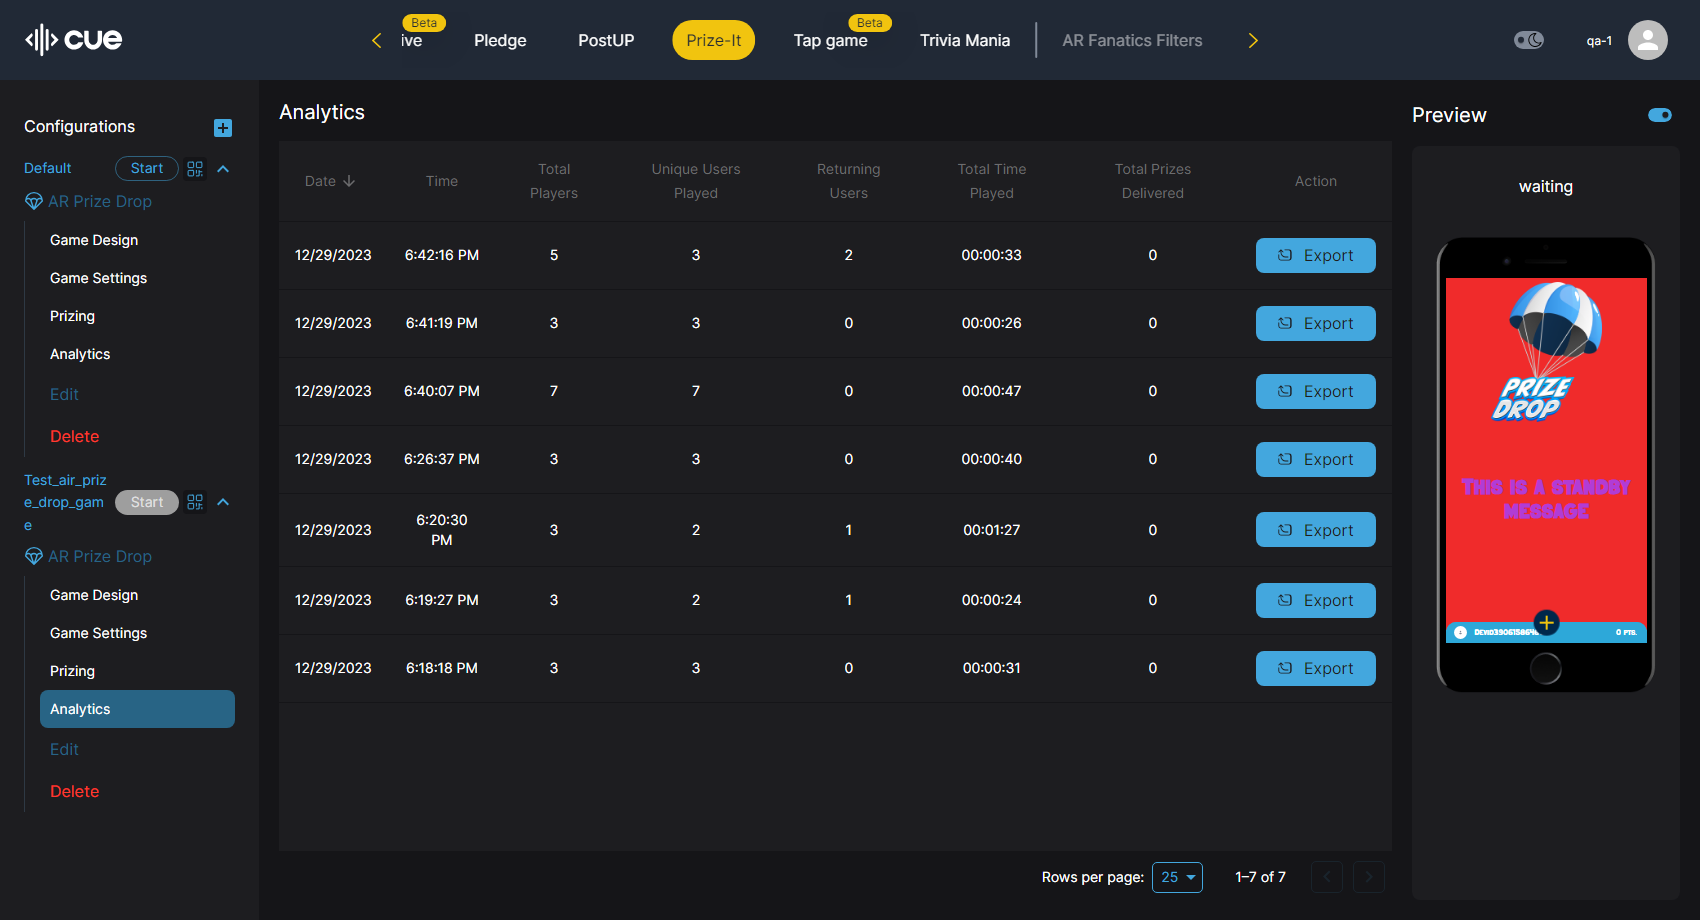 cue
Beta
ive
Pledge
PostUP
Prize-It
Beta
Tap game
Trivia Mania
AR Fanatics Filters
qa-1
Configurations
Default
Start
AR Prize Drop
Game Design
Game Settings
Prizing
Analytics
Edit
Delete
Test_air_priz
e_drop_gam
e
Start
AR Prize Drop
Game Design
Game Settings
Prizing
Analytics
Edit
Delete
Analytics
Date Time Total Players Unique Users Played Returning Users Total Time Played Total Prizes Delivered Action
12/29/2023 6:42:16 PM 5 3 2 00:00:33 0 Export
12/29/2023 6:41:19 PM 3 3 0 00:00:26 0 Export
12/29/2023 6:40:07 PM 7 7 0 00:00:47 0 Export
12/29/2023 6:26:37 PM 3 3 0 00:00:40 0 Export
12/29/2023 6:20:30 PM 3 2 1 00:01:27 0 Export
12/29/2023 6:19:27 PM 3 2 1 00:00:24 0 Export
12/29/2023 6:18:18 PM 3 3 0 00:00:31 0 Export
Rows per page: 25 1–7 of 7
Preview
waiting
PRIZE
DROP
THIS IS A STANDBY
MESSAGE
0 PTS.